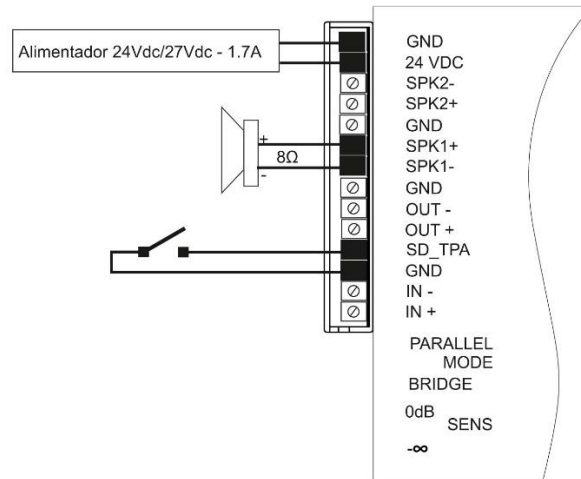 Alimentador 24Vdc/27Vdc - 1.7A
+
8Ω
-
GND
24 VDC
SPK2-
SPK2+
GND
SPK1+
SPK1-
GND
OUT -
OUT +
SD_TPA
GND
IN -
IN +
PARALLEL
MODE
BRIDGE
0dB
SENS
-∞